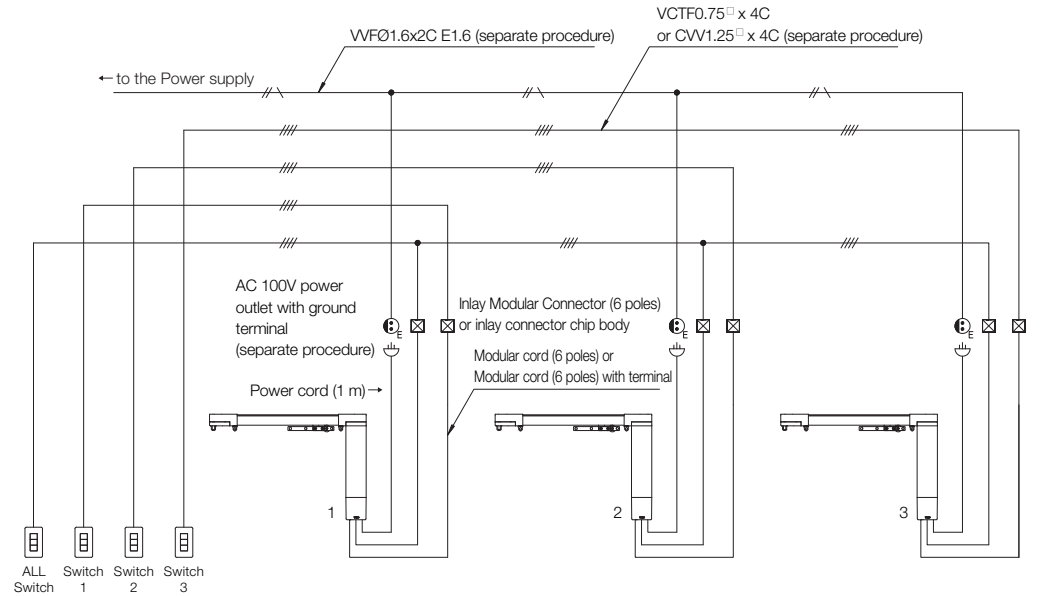 VCTF0.75□ x 4C
VVFØ1.6x2C E1.6 (separate procedure)
or CVV1.25□ x 4C (separate procedure)
←to the Power supply
AC 100V power
outlet with ground
terminal
(separate procedure)
Inlay Modular Connector (6 poles)
or inlay connector chip body
E
E
E
Modular cord (6 poles) or
Modular cord (6 poles) with terminal
Power cord (1 m)→
1
2
3
ALL
Switch
Switch
1
Switch
2
Switch
3